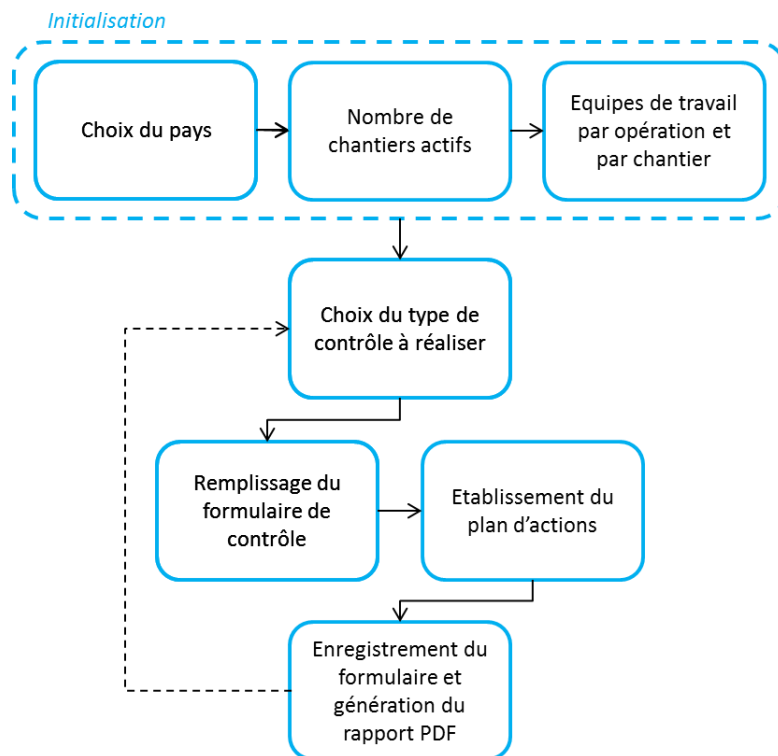 Initialisation
Choix du pays
Nombre de
chantiers actifs
Equipes de travail
par opération et
par chantier
Choix du type de
contrôle à réaliser
Remplissage du
formulaire de
contrôle
Etablissement du
plan d'actions
Enregistrement du
formulaire et
génération du
rapport PDF